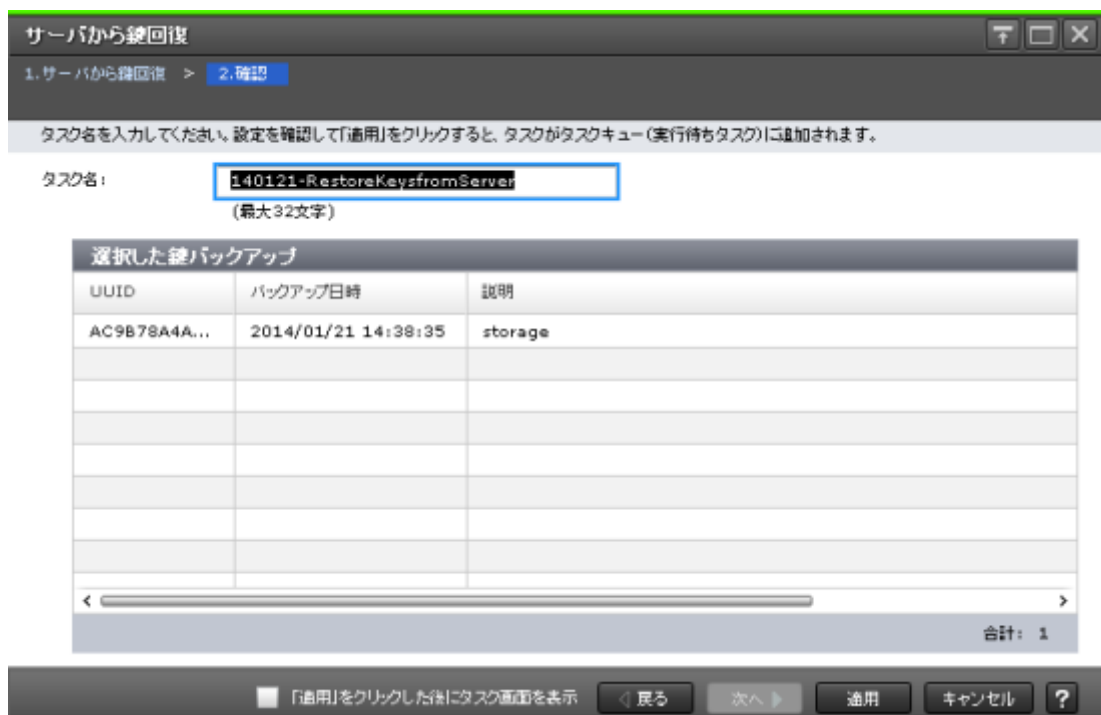 サーバから鍵回復
1.サーバから鍵回復 > 2.確認
タスク名を入力してください。設定を確認して「適用」をクリックすると、タスクがタスクキュー(実行待ちタスク)に追加されます。
タスク名: 140121-RestoreKeysfromServer
(最大32文字)
選択した鍵バックアップ
UUID バックアップ日時 説明
AC9B78A4A... 2014/01/21 14:38:35 storage
合計: 1
「適用」をクリックした後にタスク画面を表示 戻る 次へ 適用 キャンセル ?